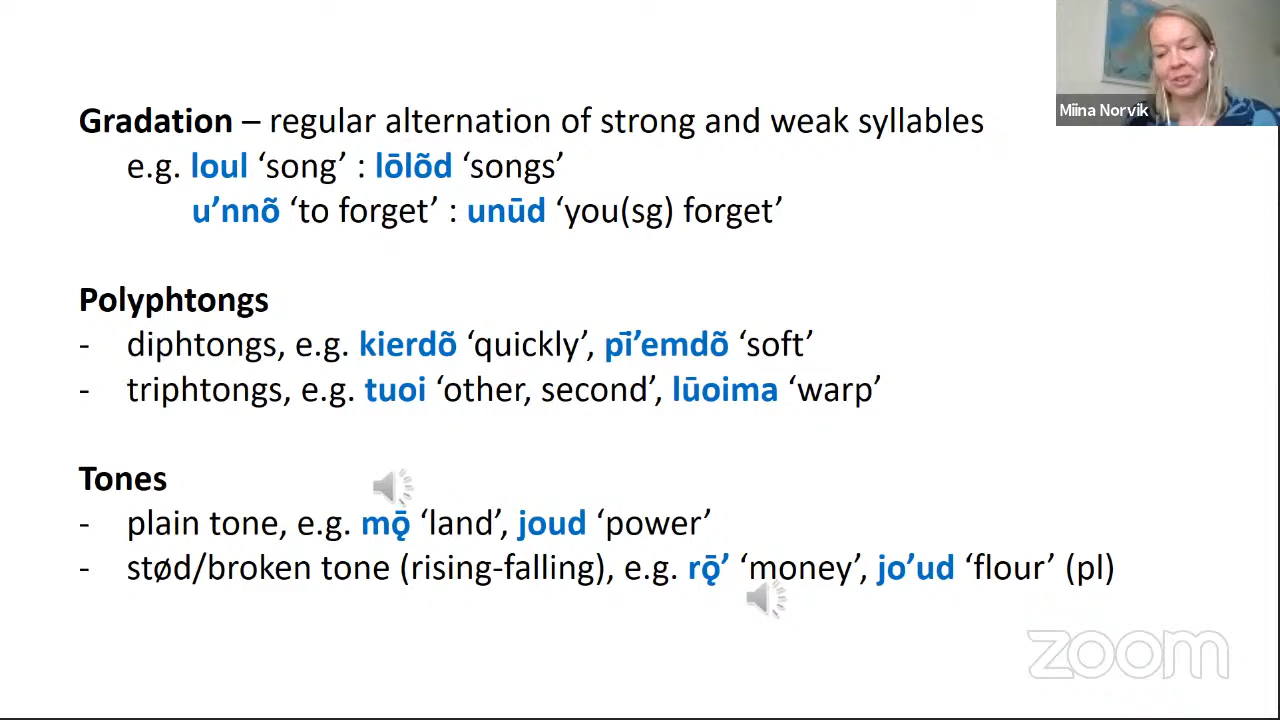 Miina Norvik
Gradation – regular alternation of strong and weak syllables
e.g. loul ‘song’ : lōlõd ‘songs’
u’nnõ ‘to forget’ : unūd ‘you(sg) forget’
Polyphtongs
- diphtongs, e.g. kierdõ ‘quickly’, pī’emdõ ‘soft’
- triphtongs, e.g. tuoi ‘other, second’, lūoima ‘warp’
Tones
- plain tone, e.g. mǭ ‘land’, joud ‘power’
- stød/broken tone (rising-falling), e.g. rǭ’ ‘money’, jo’ud ‘flour’ (pl)
zoom